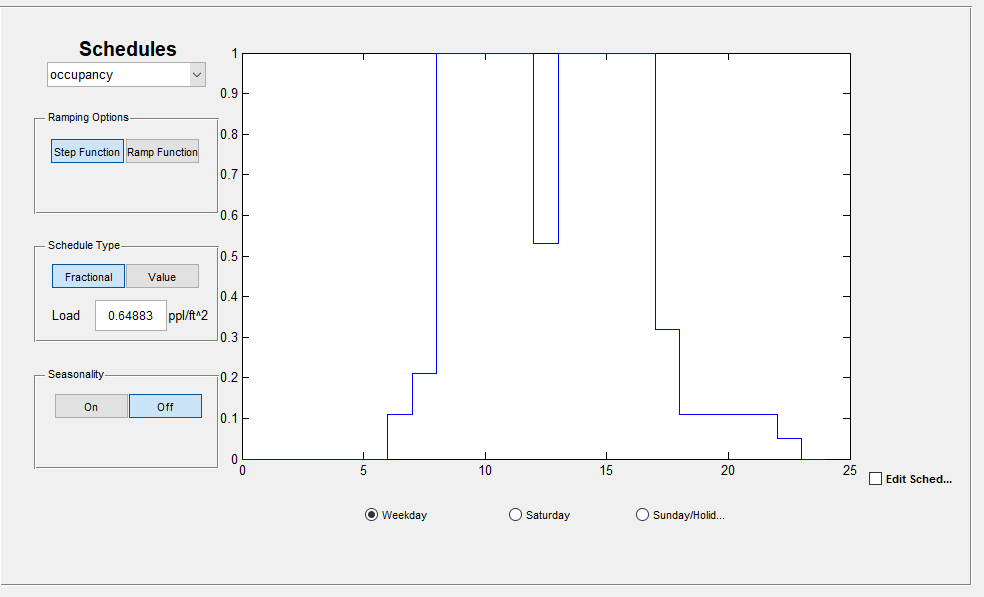 Schedules
occupancy
Ramping Options
Step Function Ramp Function
Schedule Type
Fractional Value
Load 0.64883 ppl/ft^2
Seasonality
On Off
1
0.9
0.8
0.7
0.6
0.5
0.4
0.3
0.2
0.1
0
0 5 10 15 20 25
Edit Sched...
Weekday Saturday Sunday/Holid...